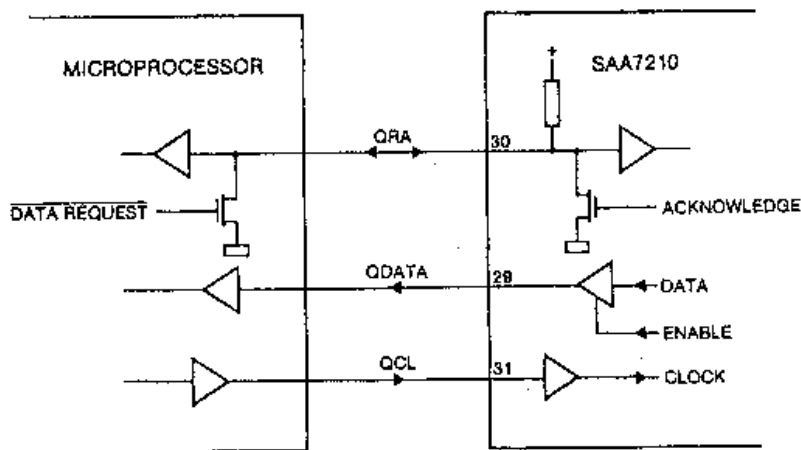 MICROPROCESSOR
SAA7210
+
QRA
30
DATA REQUEST
ACKNOWLEDGE
QDATA
29
DATA
ENABLE
QCL
31
CLOCK